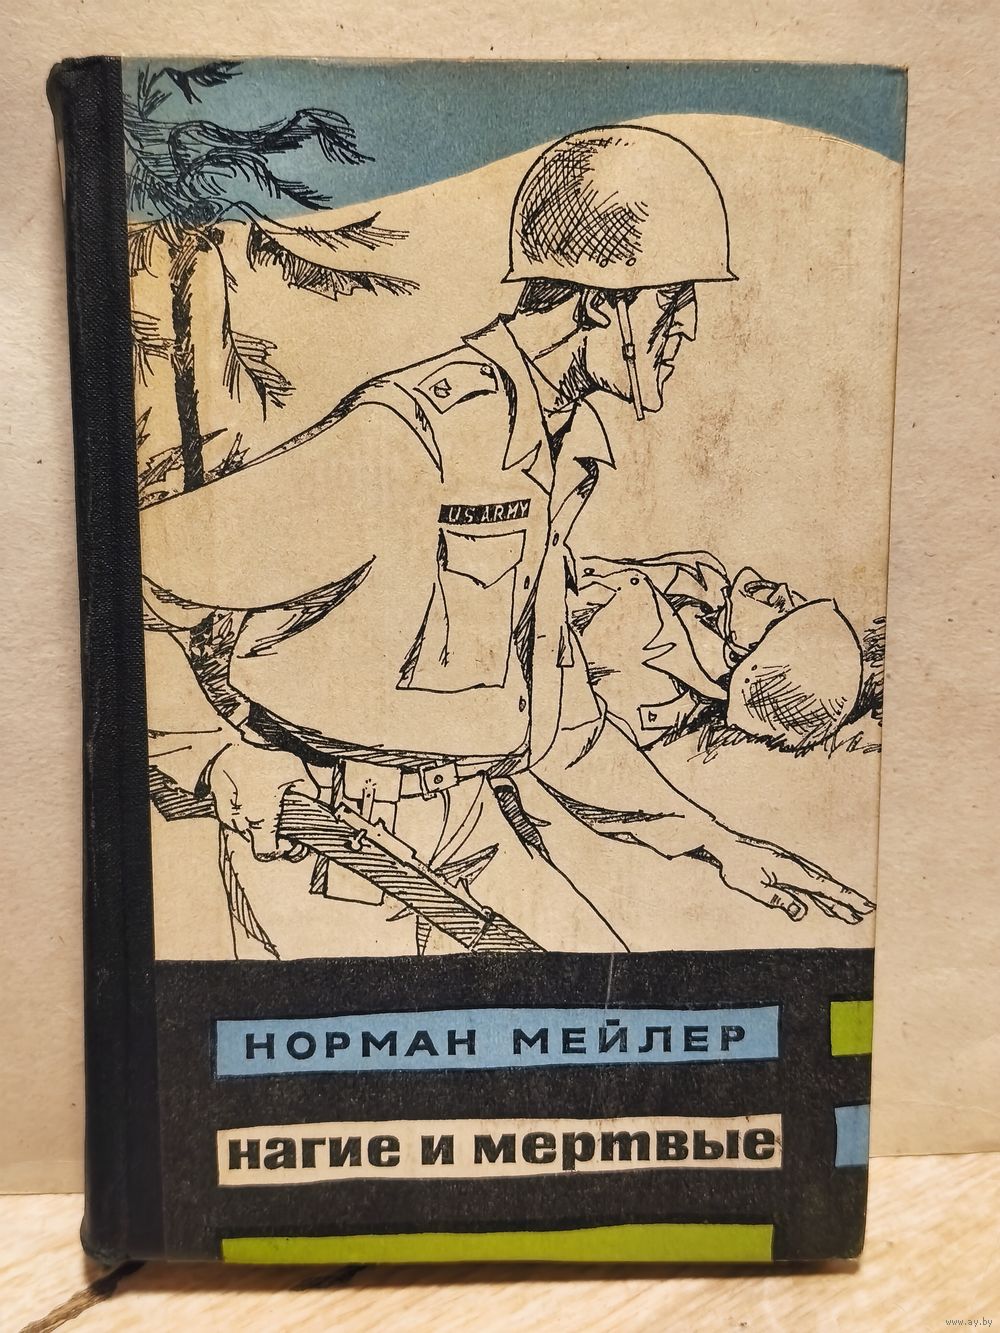 U.S. ARMY
НОРМАН МЕЙЛЕР
нагие и мертвые
www.ay.by